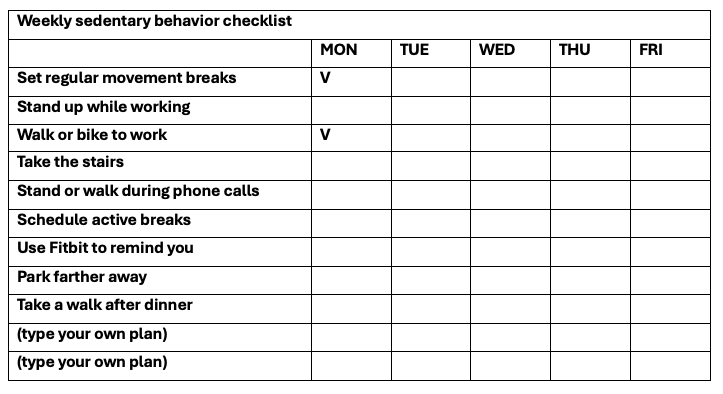 Weekly sedentary behavior checklist
MON TUE WED THU FRI
Set regular movement breaks V
Stand up while working
Walk or bike to work V
Take the stairs
Stand or walk during phone calls
Schedule active breaks
Use Fitbit to remind you
Park farther away
Take a walk after dinner
(type your own plan)
(type your own plan)